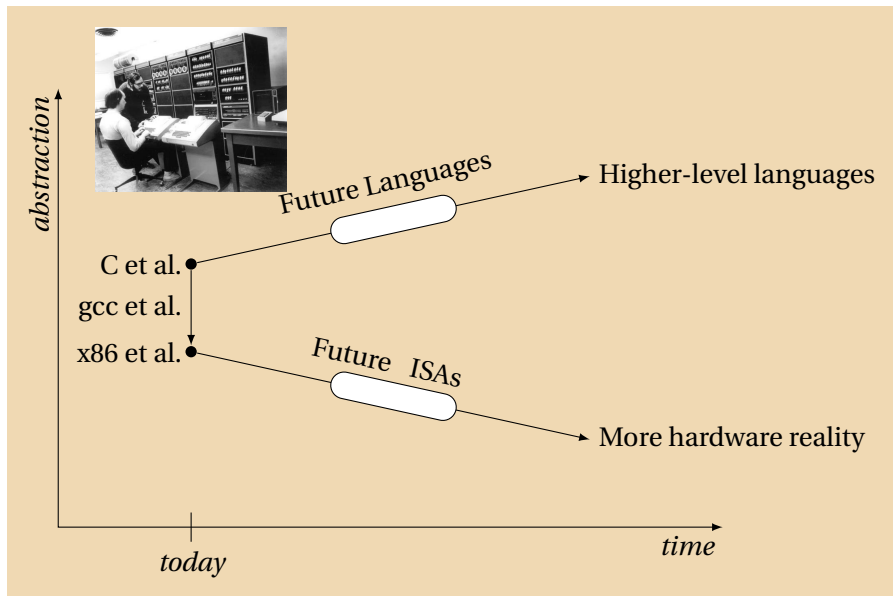 abstraction
Future Languages
Higher-level languages
C et al.
gcc et al.
x86 et al.
Future ISAs
More hardware reality
time
today